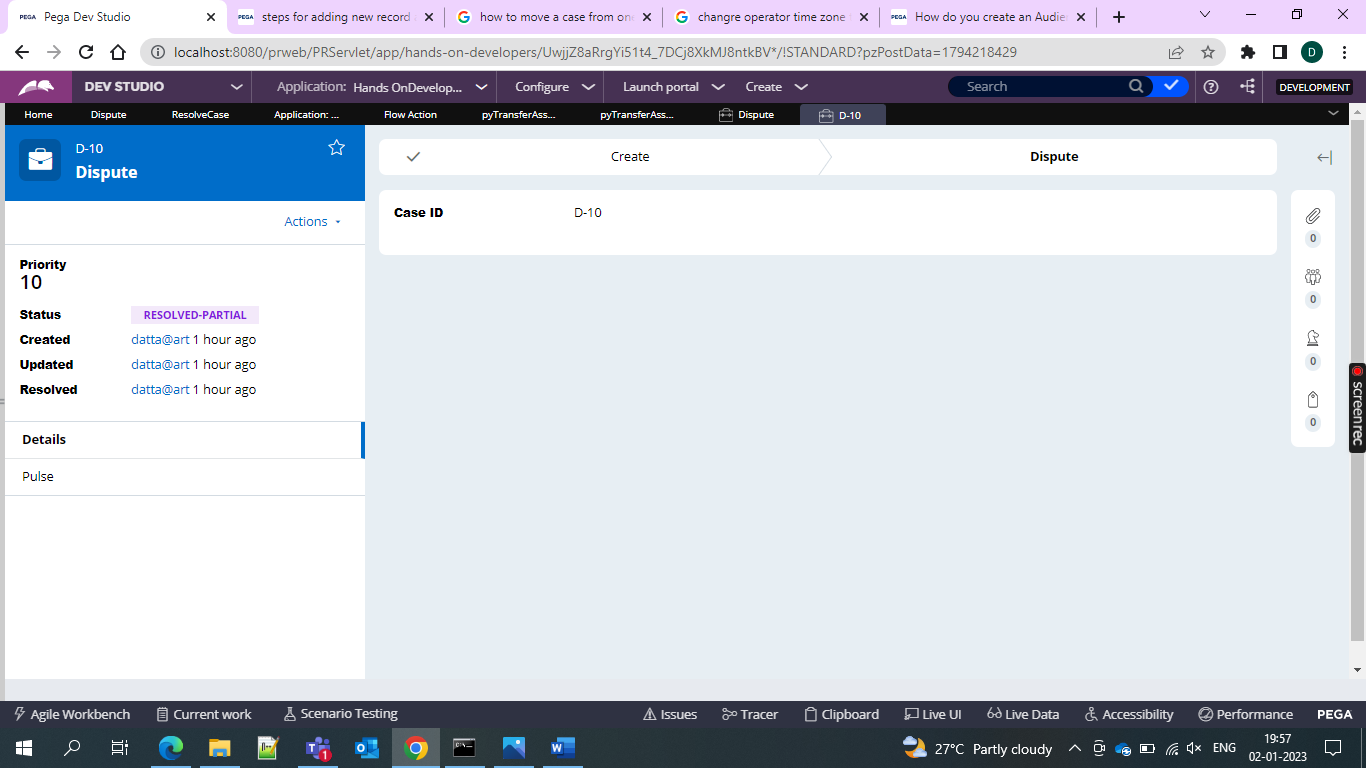 PEGA Pega Dev Studio
PEGA steps for adding new record
how to move a case from on
changre operator time zone
PEGA How do you create an Audie
localhost:8080/prweb/PRServlet/app/hands-on-developers/UwjjZ8aRrgYi51t4_7DCj8XkMJ8ntkBV*/!STANDARD?pzPostData=1794218429
D
DEV STUDIO
Application: Hands OnDevelop...
Configure
Launch portal
Create
Search
DEVELOPMENT
Home
Dispute
ResolveCase
Application: ...
Flow Action
pyTransferAss...
pyTransferAss...
Dispute
D-10
D-10
Dispute
Actions
Priority
10
Status RESOLVED-PARTIAL
Created datta@art 1 hour ago
Updated datta@art 1 hour ago
Resolved datta@art 1 hour ago
Details
Pulse
Create
Dispute
Case ID D-10
0
0
0
0
screenrec
Agile Workbench
Current work
Scenario Testing
Issues
Tracer
Clipboard
Live UI
Live Data
Accessibility
Performance
PEGA
1
27°C Partly cloudy
ENG
19:57
02-01-2023